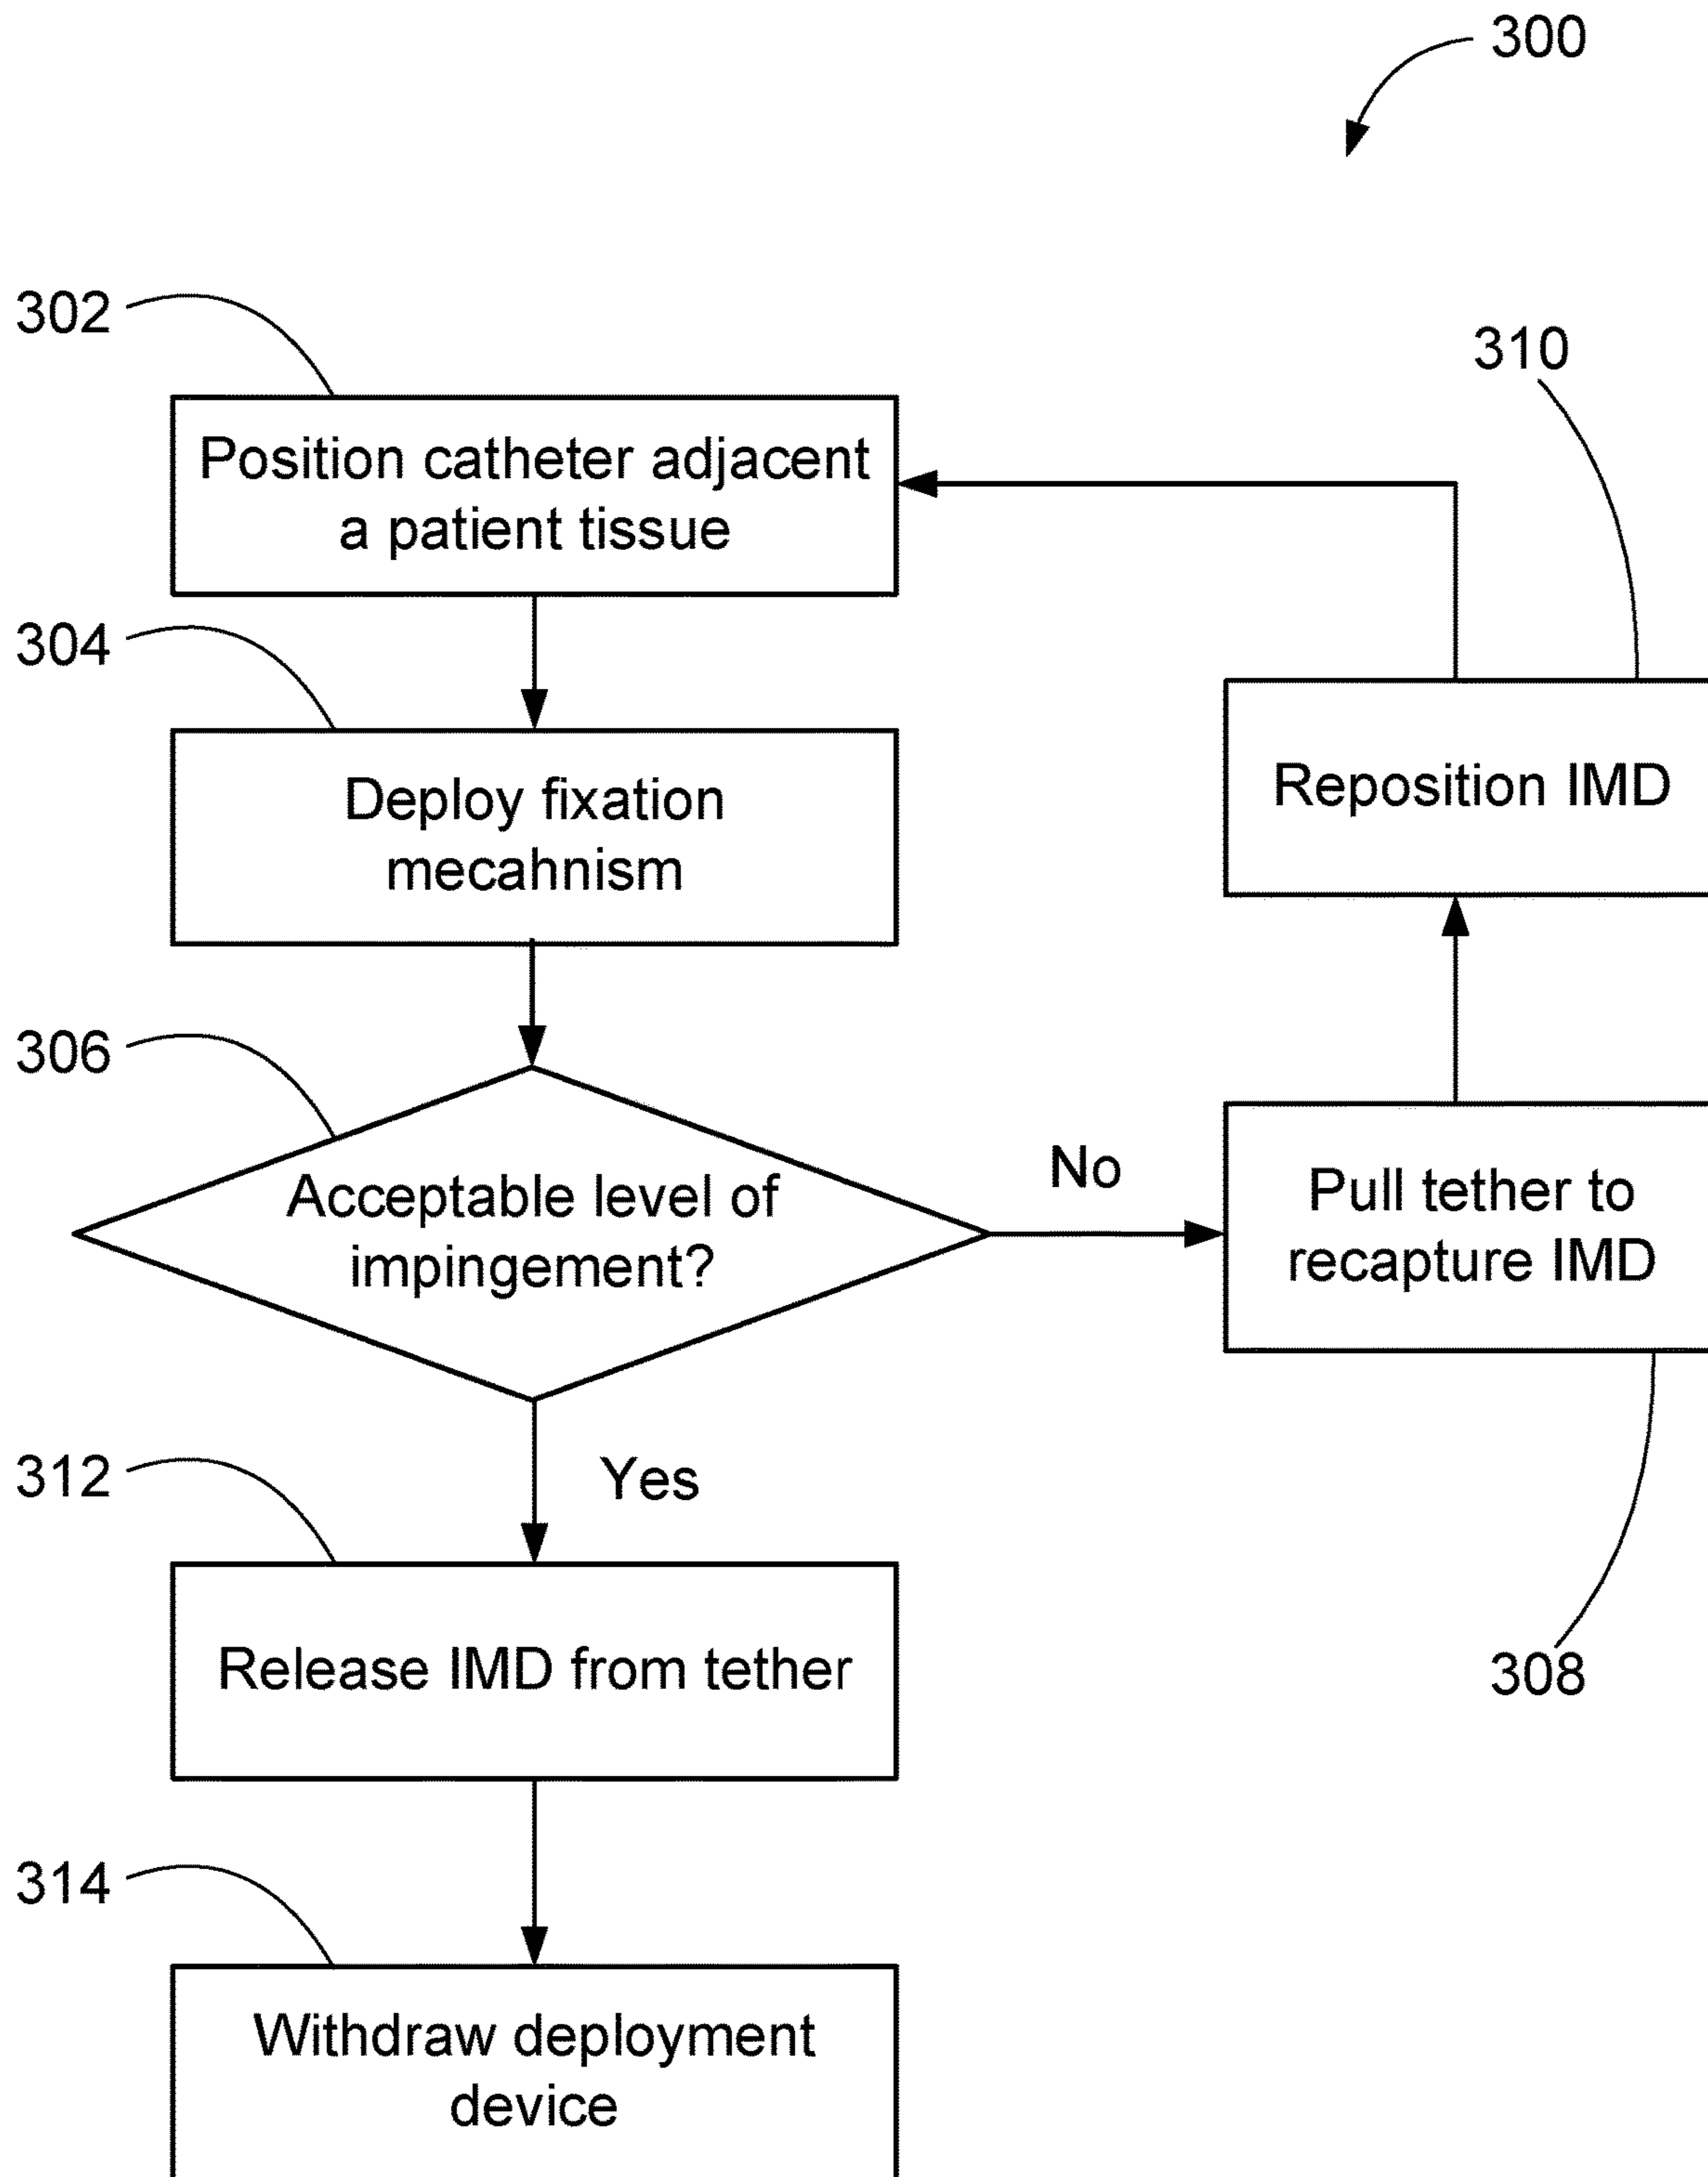 300
302
310
Position catheter adjacent
a patient tissue
304
Deploy fixation
mecahnism
Reposition IMD
306
Acceptable level of
impingement?
No
Pull tether to
recapture IMD
312
Yes
308
Release IMD from tether
314
Withdraw deployment
device